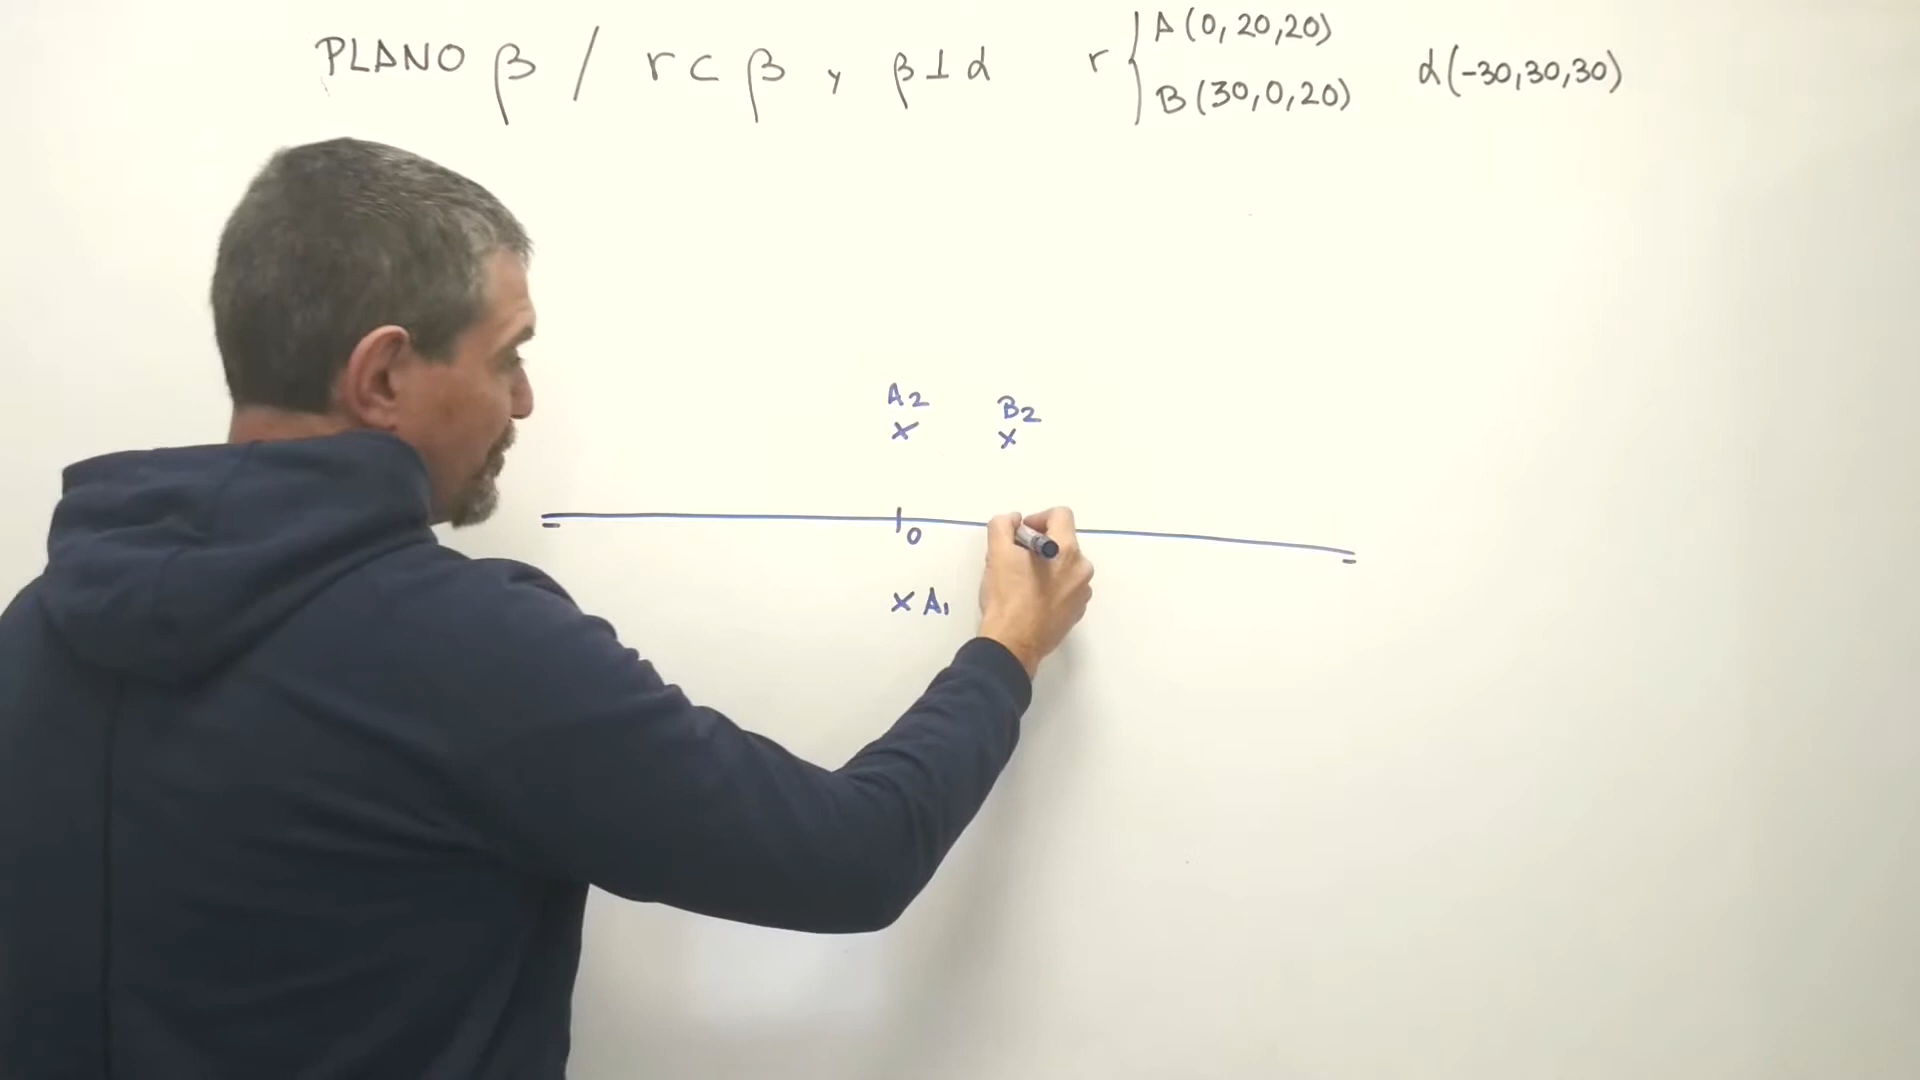 PLANO β / r ⊂ β y β ⊥ α r { A (0, 20, 20)
B (30, 0, 20) α (-30, 30, 30)
A2 B2
0
A1